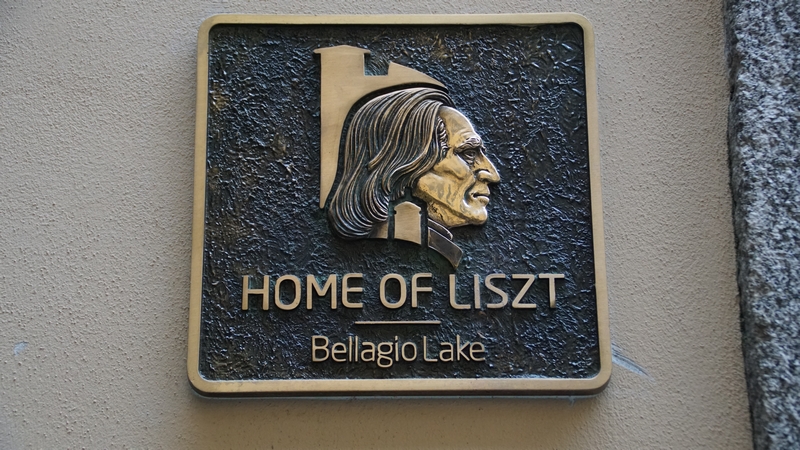 HOME OF LISZT
Bellagio Lake